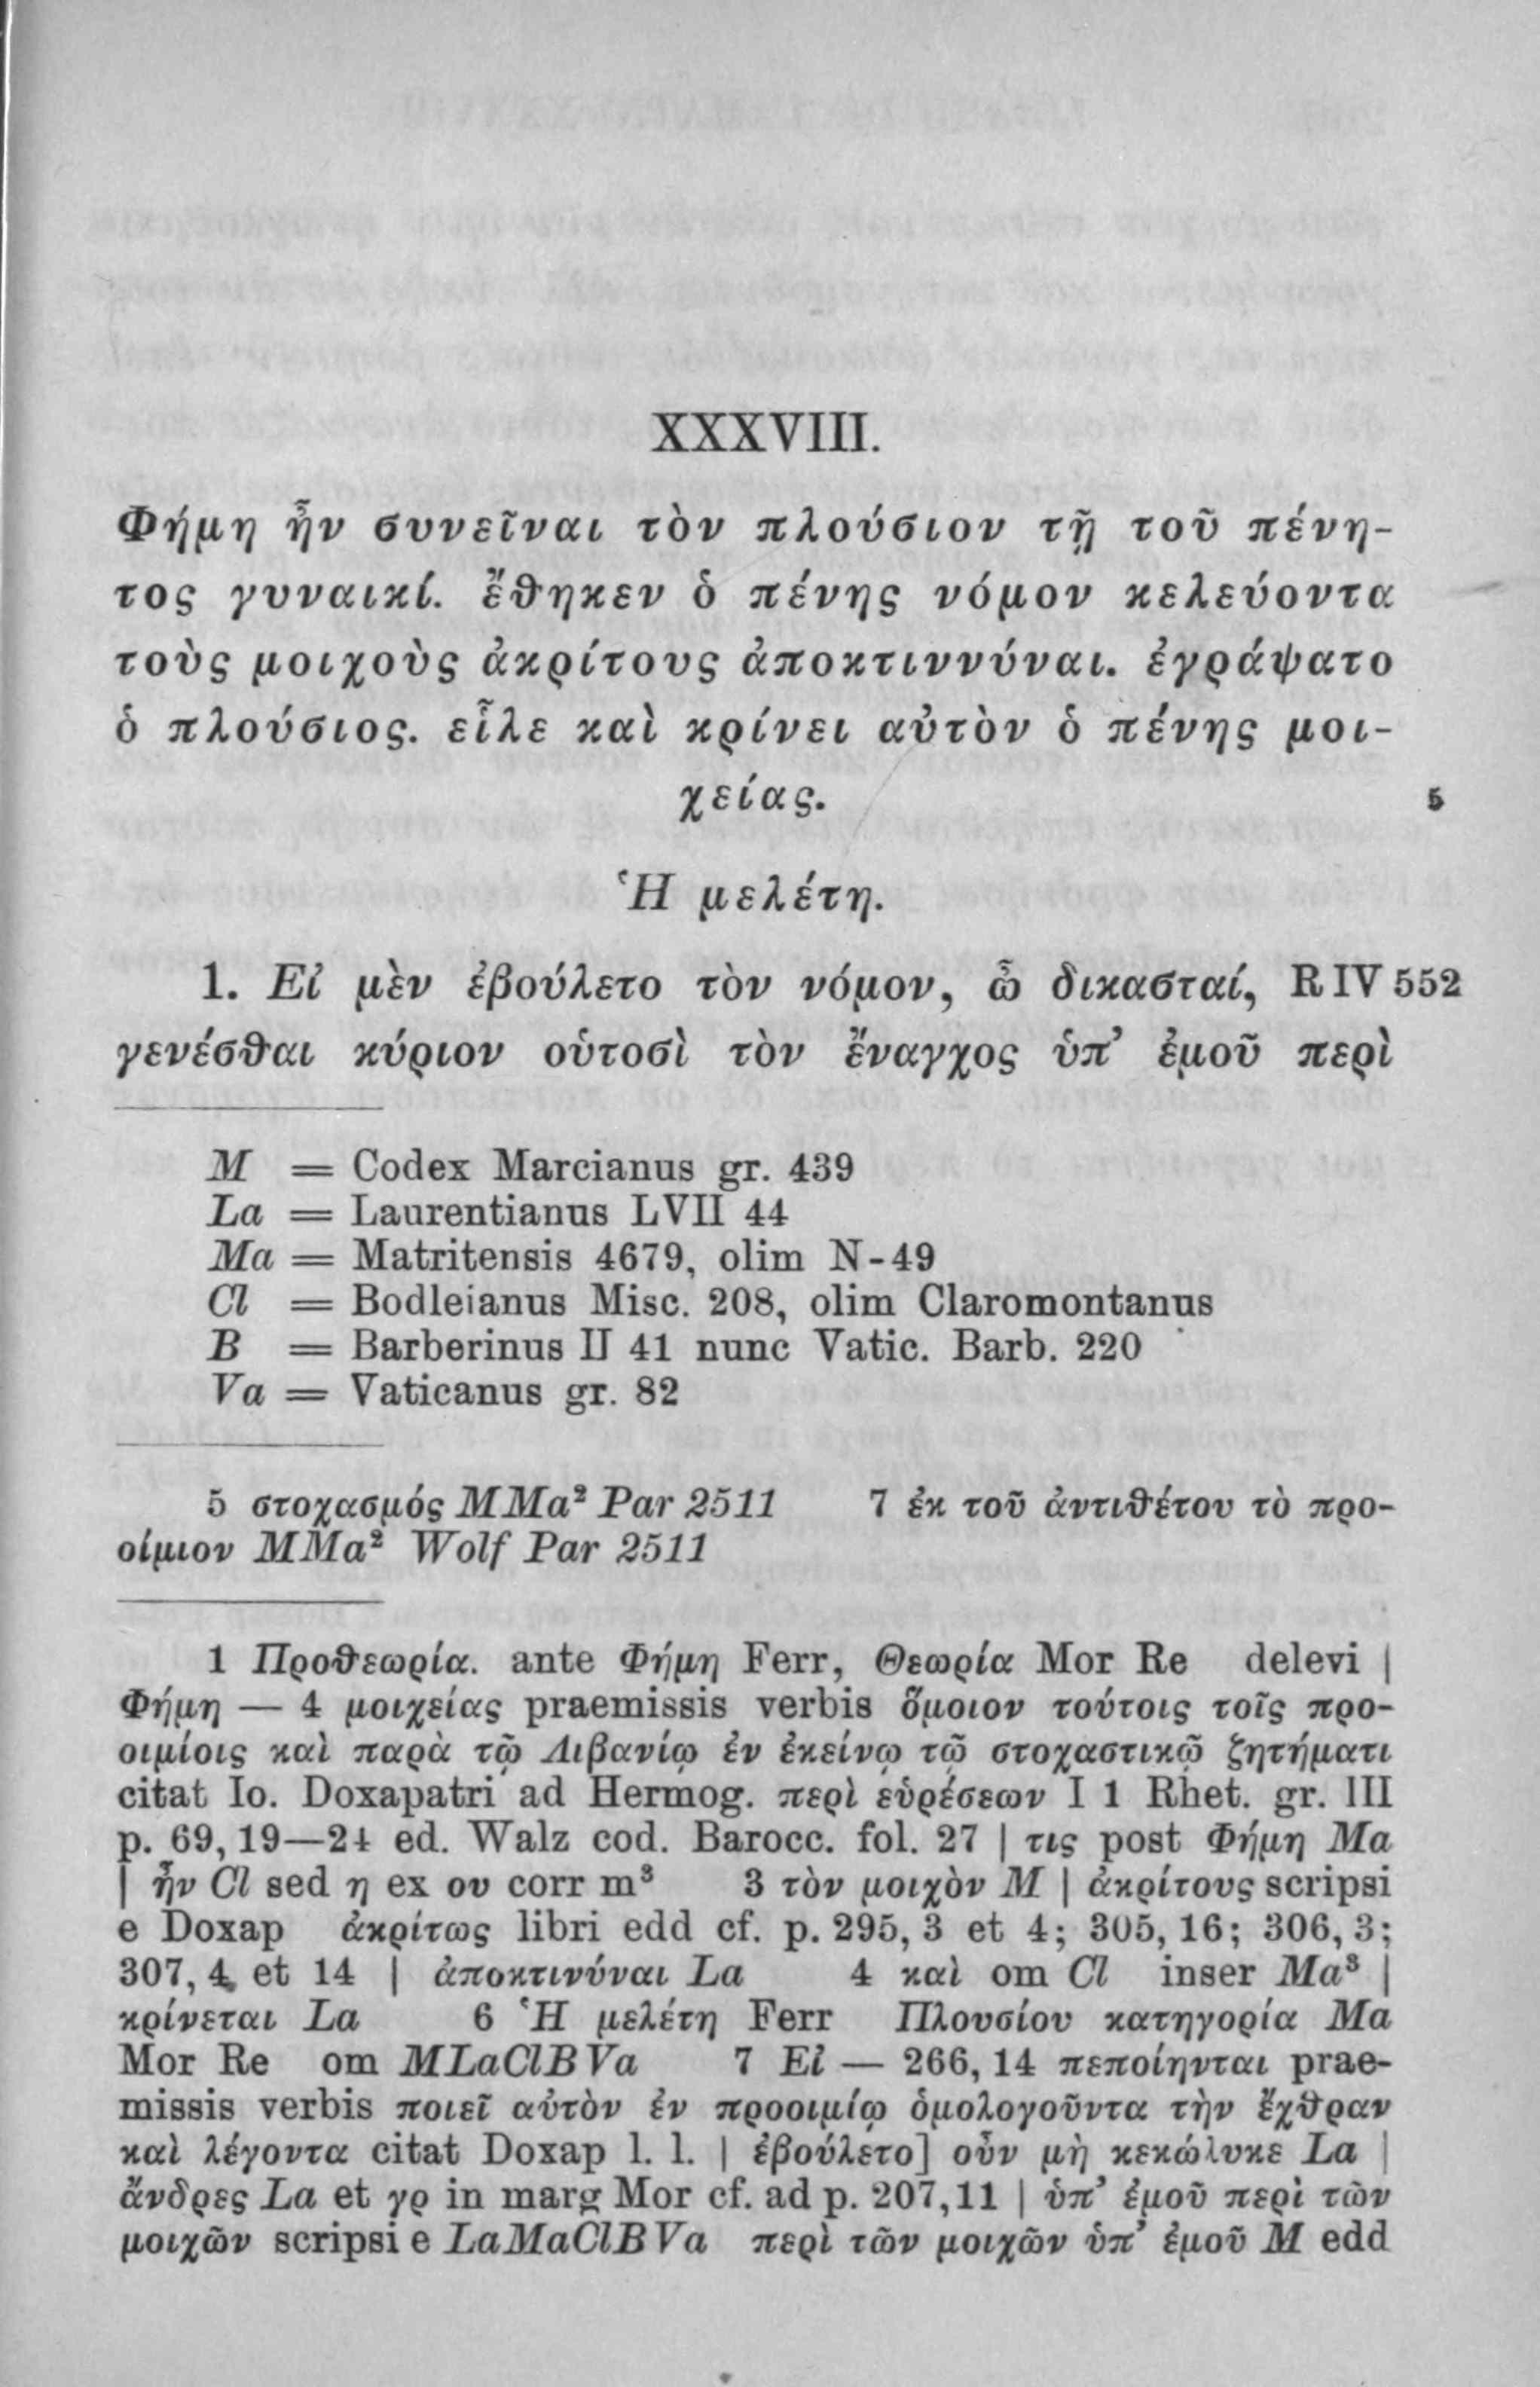 XXXVIII.
Φήμη ἦν συνεῖναι τὸν πλούσιον τῇ τοῦ πένη-
τος γυναικί. ἔθηκεν ὁ πένης νόμον κελεύοντα
τοὺς μοιχοὺς ἀκρίτους ἀποκτιννύναι. ἐγράψατο
ὁ πλούσιος. εἷλε καὶ κρίνει αὐτὸν ὁ πένης μοι-
χείας. 5
Ἡ μελέτη.
1. Εἰ μὲν ἐβούλετο τὸν νόμον, ὦ δικασταί, R IV 552
γενέσθαι κύριον οὑτοσὶ τὸν ἔναγχος ὑπ’ ἐμοῦ περὶ
M = Codex Marcianus gr. 439
La = Laurentianus LVII 44
Ma = Matritensis 4679, olim N-49
Cl = Bodleianus Misc. 208, olim Claromontanus
B = Barberinus II 41 nunc Vatic. Barb. 220
Va = Vaticanus gr. 82
5 στοχασμός MMa² Par 2511 7 ἐκ τοῦ ἀντιθέτου τὸ προ-
οίμιον MMa² Wolf Par 2511
1 Προθεωρία. ante Φήμη Ferr, Θεωρία Mor Re delevi |
Φήμη — 4 μοιχείας praemissis verbis ὅμοιον τούτοις τοῖς προ-
οιμίοις καὶ παρὰ τῷ Λιβανίῳ ἐν ἐκείνῳ τῷ στοχαστικῷ ζητήματι
citat Io. Doxapatri ad Hermog. περὶ εὑρέσεων I 1 Rhet. gr. III
p. 69, 19—24 ed. Walz cod. Barocc. fol. 27 | τις post Φήμη Ma
| ἦν Cl sed η ex ου corr m³ 3 τὸν μοιχὸν M | ἀκρίτους scripsi
e Doxap ἀκρίτως libri edd cf. p. 295, 3 et 4; 305, 16; 306, 3;
307, 4 et 14 | ἀποκτινύναι La 4 καὶ om Cl inser Ma³ |
κρίνεται La 6 Ἡ μελέτη Ferr Πλουσίου κατηγορία Ma
Mor Re om MLaClBVa 7 Εἰ — 266, 14 πεποίηνται prae-
missis verbis ποιεῖ αὐτὸν ἐν προοιμίῳ ὁμολογοῦντα τὴν ἔχθραν
καὶ λέγοντα citat Doxap l. l. | ἐβούλετο] οὖν μὴ κεκώλυκε La |
ἄνδρες La et γρ in marg Mor cf. ad p. 207, 11 | ὑπ’ ἐμοῦ περὶ τῶν
μοιχῶν scripsi e LaMaClBVa περὶ τῶν μοιχῶν ὑπ’ ἐμοῦ M edd